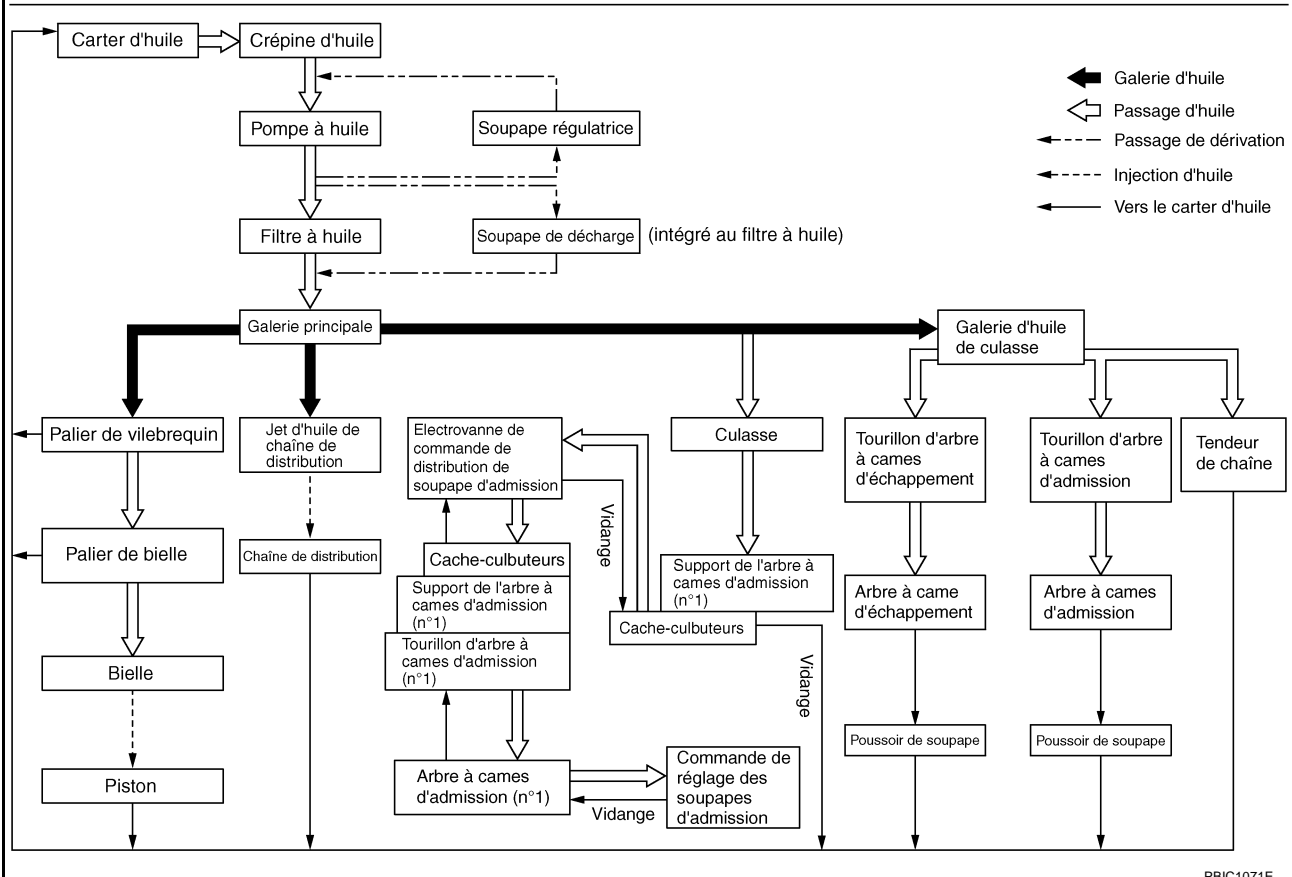 Carter d'huile
Crépine d'huile
Galerie d'huile
Passage d'huile
Passage de dérivation
Injection d'huile
Vers le carter d'huile
Pompe à huile
Soupape régulatrice
Filtre à huile
Soupape de décharge
(intégré au filtre à huile)
Galerie principale
Galerie d'huile
de culasse
Palier de vilebrequin
Jet d'huile de
chaîne de
distribution
Electrovanne de
commande de
distribution de
soupape d'admission
Culasse
Tourillon d'arbre
à cames
d'échappement
Tourillon d'arbre
à cames
d'admission
Tendeur
de chaîne
Vidange
Palier de bielle
Chaîne de distribution
Cache-culbuteurs
Support de l'arbre à
cames d'admission
(n°1)
Tourillon d'arbre à
cames d'admission
(n°1)
Support de l'arbre à
cames d'admission
(n°1)
Cache-culbuteurs
Vidange
Arbre à came
d'échappement
Arbre à cames
d'admission
Bielle
Piston
Arbre à cames
d'admission (n°1)
Vidange
Commande de
réglage des
soupapes
d'admission
Poussoir de soupape
Poussoir de soupape